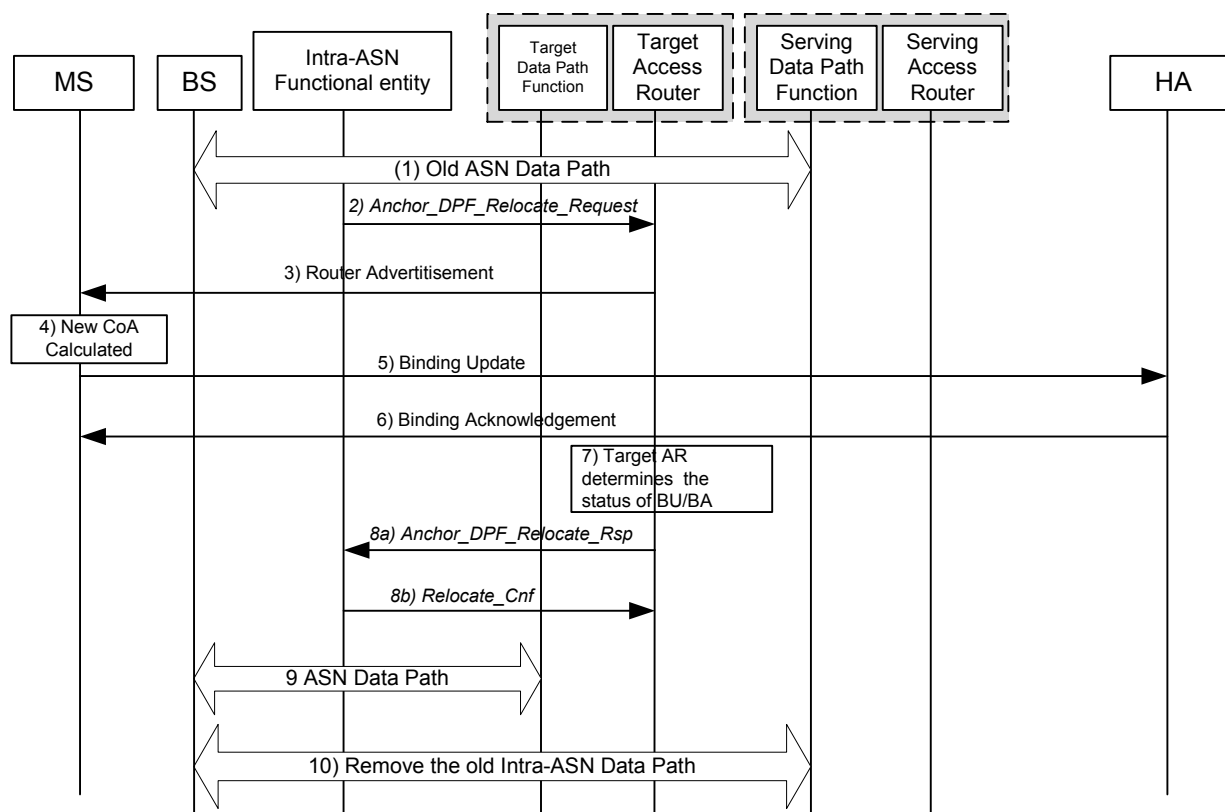 MS
BS
Intra-ASN
Functional entity
Target
Data Path
Function
Target
Access
Router
Serving
Data Path
Function
Serving
Access
Router
HA
(1) Old ASN Data Path
2) Anchor_DPF_Relocate_Request
3) Router Advertitisement
4) New CoA
Calculated
5) Binding Update
6) Binding Acknowledgement
7) Target AR
determines the
status of BU/BA
8a) Anchor_DPF_Relocate_Rsp
8b) Relocate_Cnf
9 ASN Data Path
10) Remove the old Intra-ASN Data Path